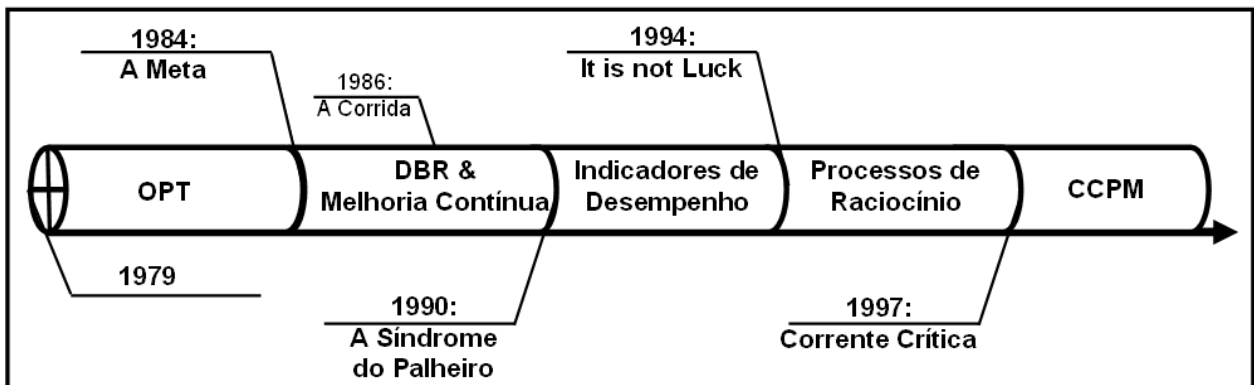 1984:
A Meta
1994:
It is not Luck
1986:
A Corrida
OPT
DBR &
Melhoria Contínua
Indicadores de
Desempenho
Processos de
Raciocínio
CCPM
1979
1990:
A Síndrome
do Palheiro
1997:
Corrente Crítica